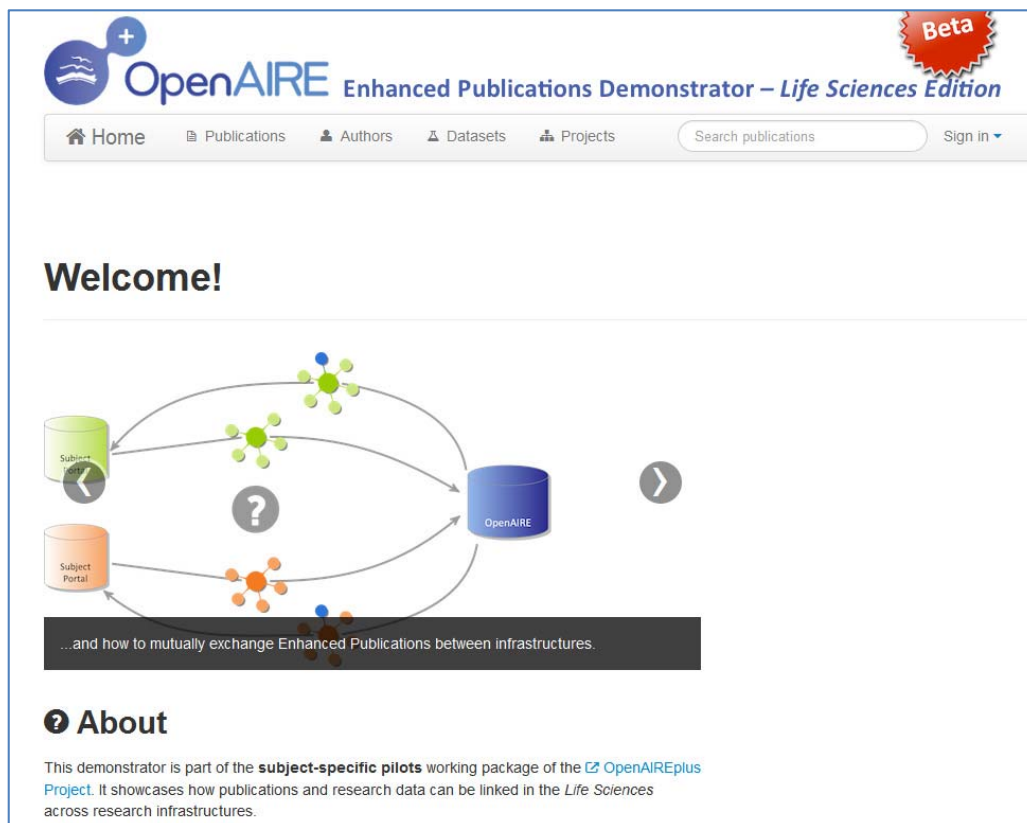 Beta
+
OpenAIRE Enhanced Publications Demonstrator – Life Sciences Edition
Home Publications Authors Datasets Projects Search publications Sign in
Welcome!
Subject
Portal
?
OpenAIRE
Subject
Portal
...and how to mutually exchange Enhanced Publications between infrastructures.
? About
This demonstrator is part of the subject-specific pilots working package of the OpenAIREplus
Project. It showcases how publications and research data can be linked in the Life Sciences
across research infrastructures.